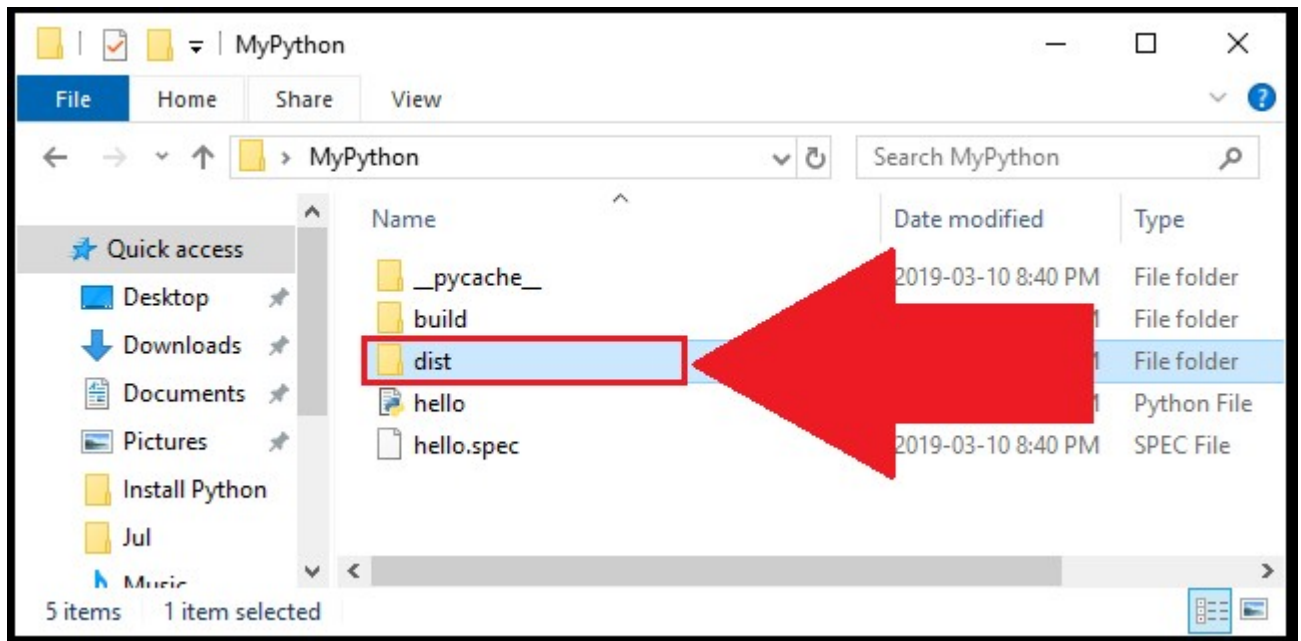 MyPython
File Home Share View
MyPython Search MyPython
Name Date modified Type
Quick access
Desktop
Downloads
Documents
Pictures
Install Python
Jul
Music
__pycache__ 2019-03-10 8:40 PM File folder
build File folder
dist File folder
hello Python File
hello.spec 2019-03-10 8:40 PM SPEC File
5 items 1 item selected